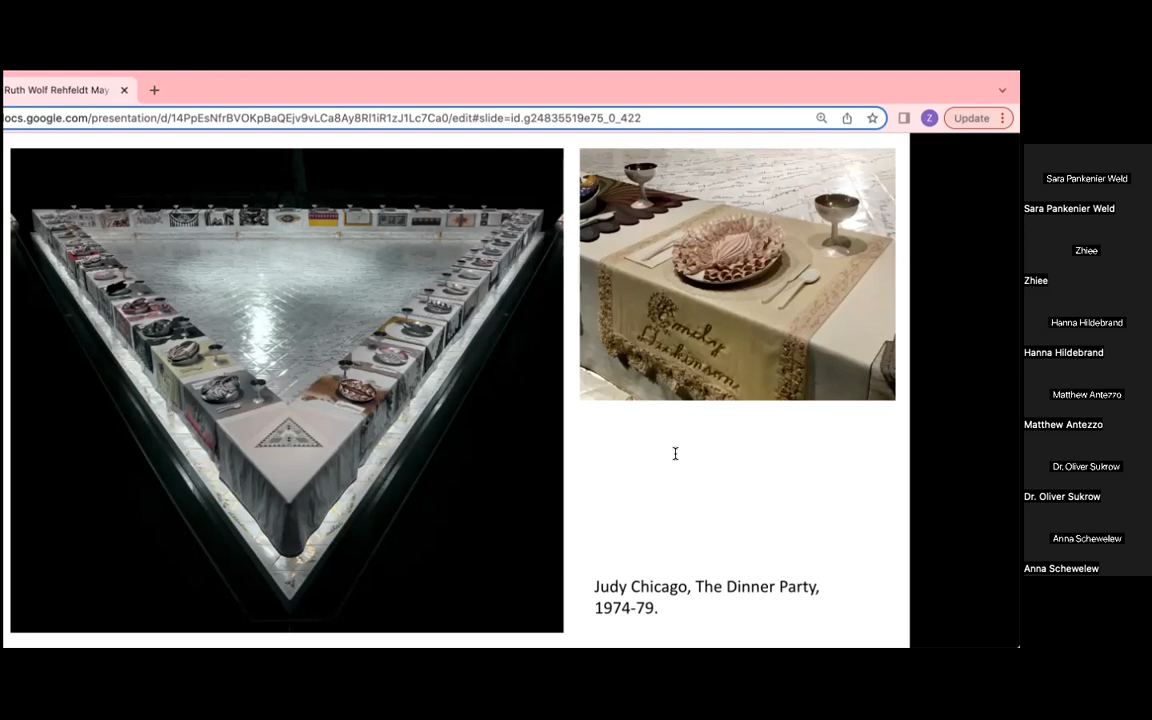 Ruth Wolf Rehfeldt May
ocs.google.com/presentation/d/14PpEsNfrBVOKpBaQEjv9vLCa8Ay8Rl1iR1zJ1Lc7Ca0/edit#slide=id.g24835519e75_0_422
Z
Update
Emily
Dickinson
Judy Chicago, The Dinner Party,
1974-79.
Sara Pankenier Weld
Sara Pankenier Weld
Zhiee
Zhiee
Hanna Hildebrand
Hanna Hildebrand
Matthew Antezzo
Matthew Antezzo
Dr. Oliver Sukrow
Dr. Oliver Sukrow
Anna Schewelew
Anna Schewelew